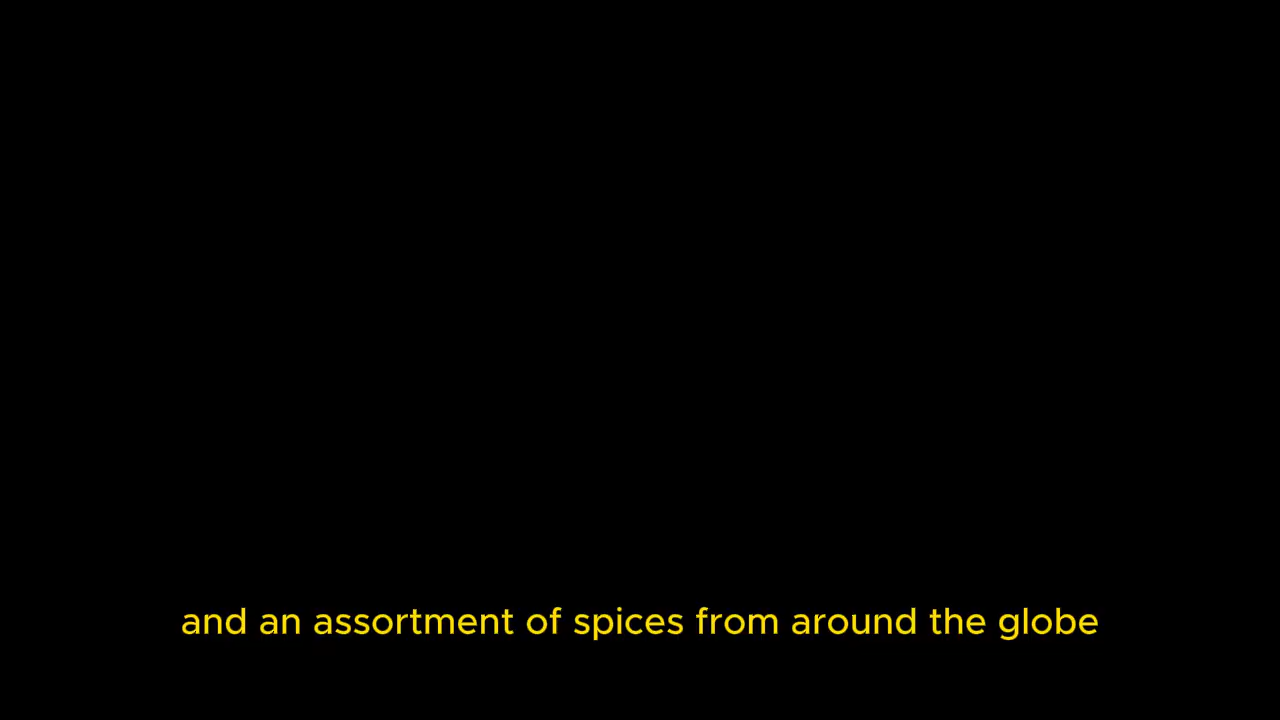 and an assortment of spices from around the globe